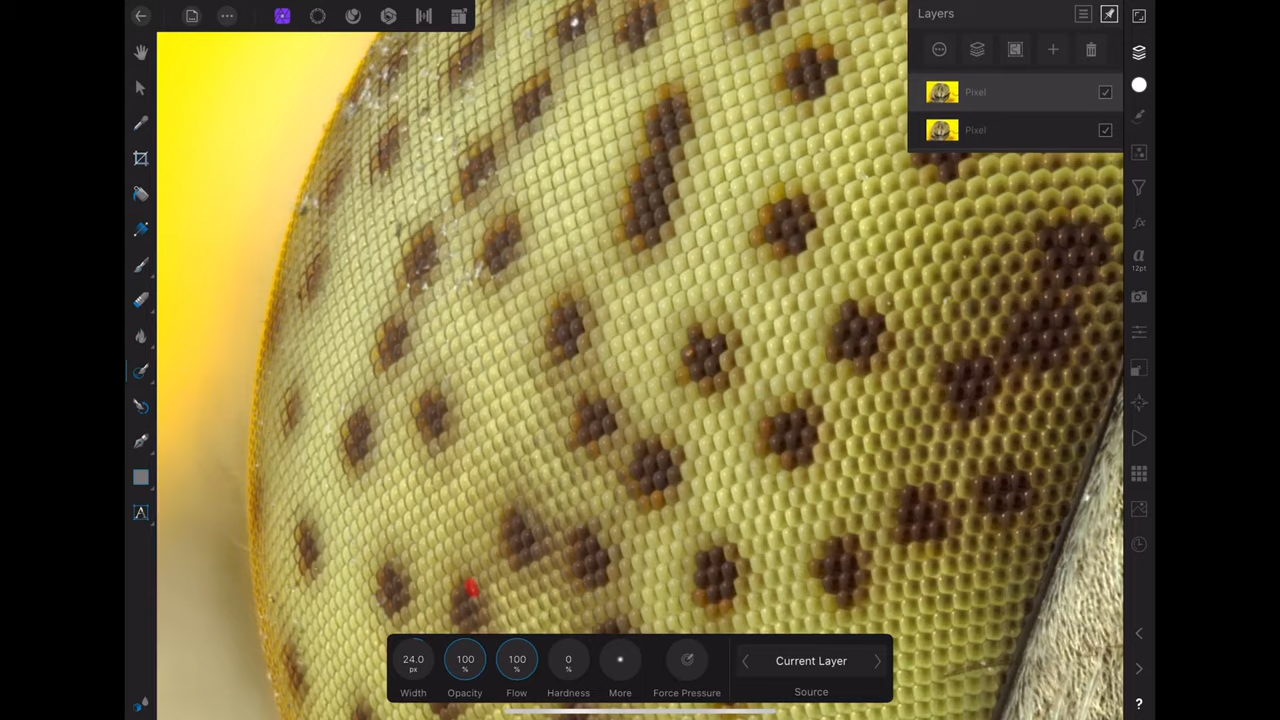 Layers
Pixel
Pixel
12pt
A
a
24.0
px
100
%
100
%
0
%
Current Layer
Width
Opacity
Flow
Hardness
More
Force Pressure
Source
?